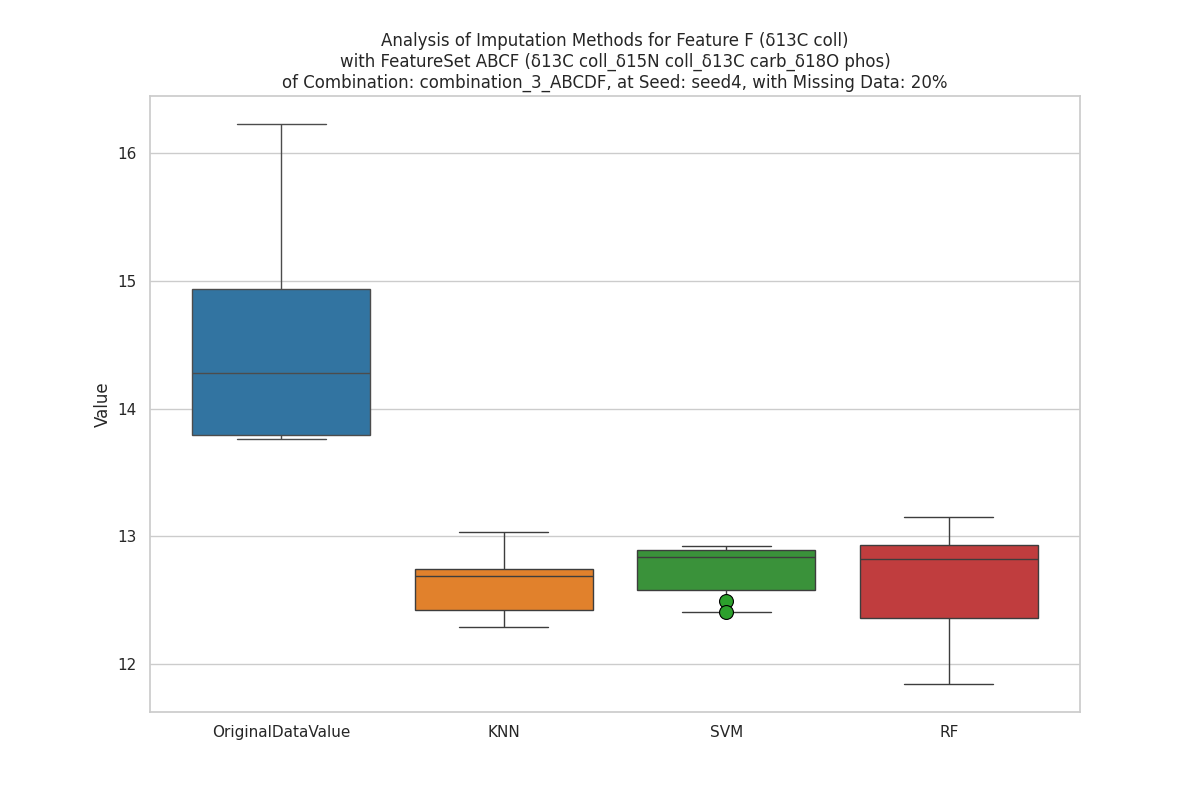 Analysis of Imputation Methods for Feature F (δ13C coll)
with FeatureSet ABCF (δ13C coll_δ15N coll_δ13C carb_δ18O phos)
of Combination: combination_3_ABCDF, at Seed: seed4, with Missing Data: 20%
16
15
14
13
12
Value
OriginalDataValue
KNN
SVM
RF